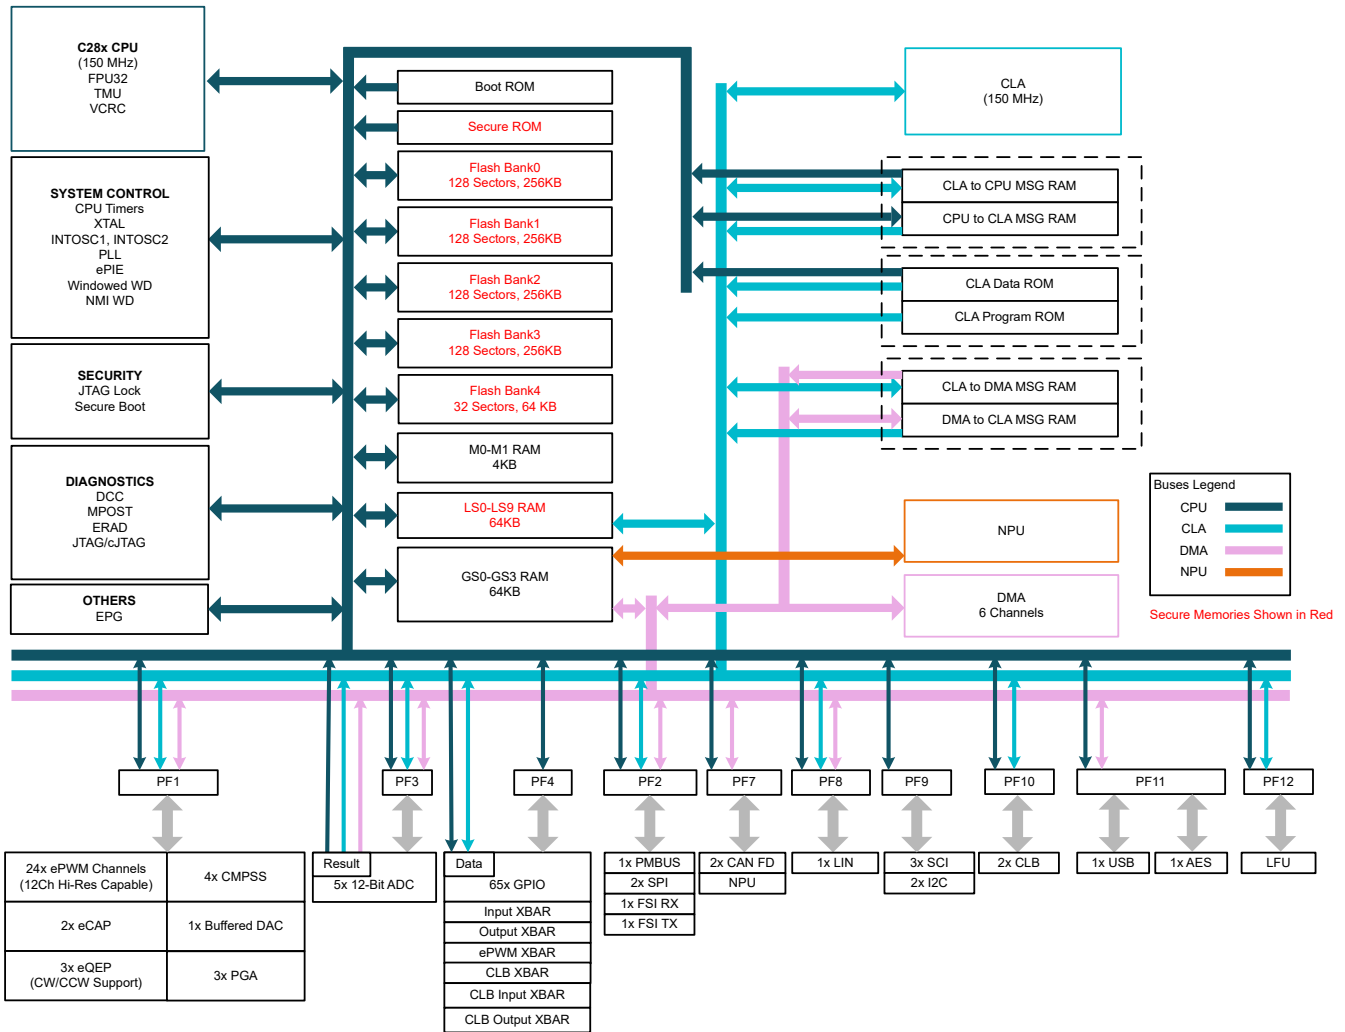 C28x CPU
(150 MHz)
FPU32
TMU
VCRC
SYSTEM CONTROL
CPU Timers
XTAL
INTOSC1, INTOSC2
PLL
ePIE
Windowed WD
NMI WD
SECURITY
JTAG Lock
Secure Boot
DIAGNOSTICS
DCC
MPOST
ERAD
JTAG/cJTAG
OTHERS
EPG
Boot ROM
Secure ROM
Flash Bank0
128 Sectors, 256KB
Flash Bank1
128 Sectors, 256KB
Flash Bank2
128 Sectors, 256KB
Flash Bank3
128 Sectors, 256KB
Flash Bank4
32 Sectors, 64 KB
M0-M1 RAM
4KB
LS0-LS9 RAM
64KB
GS0-GS3 RAM
64KB
CLA
(150 MHz)
CLA to CPU MSG RAM
CPU to CLA MSG RAM
CLA Data ROM
CLA Program ROM
CLA to DMA MSG RAM
DMA to CLA MSG RAM
NPU
DMA
6 Channels
Buses Legend
CPU
CLA
DMA
NPU
Secure Memories Shown in Red
PF1
PF3
PF4
PF2
PF7
PF8
PF9
PF10
PF11
PF12
24x ePWM Channels
(12Ch Hi-Res Capable)
4x CMPSS
2x eCAP
1x Buffered DAC
3x eQEP
(CW/CCW Support)
3x PGA
Result
5x 12-Bit ADC
Data
65x GPIO
Input XBAR
Output XBAR
ePWM XBAR
CLB XBAR
CLB Input XBAR
CLB Output XBAR
1x PMBUS
2x SPI
1x FSI RX
1x FSI TX
2x CAN FD
NPU
1x LIN
3x SCI
2x I2C
2x CLB
1x USB
1x AES
LFU